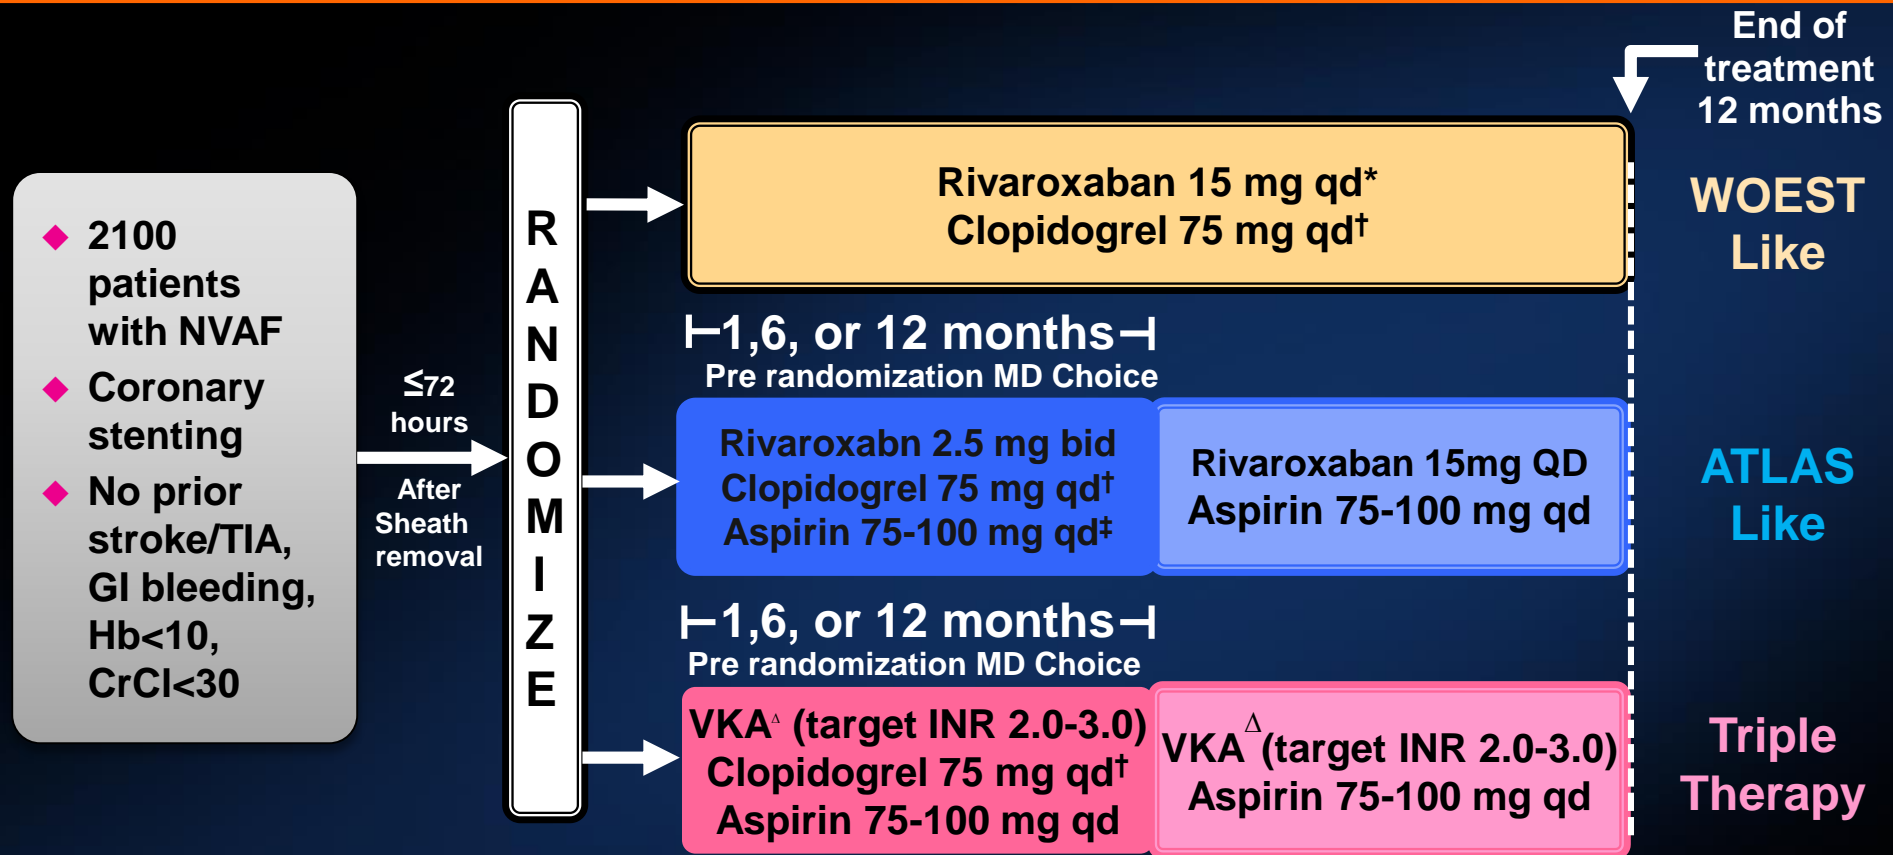 End of
treatment
12 months
2100
patients
with NVAF
Coronary
stenting
No prior
stroke/TIA,
GI bleeding,
Hb<10,
CrCl<30
≤72
hours
After
Sheath
removal
R
A
N
D
O
M
I
Z
E
Rivaroxaban 15 mg qd*
Clopidogrel 75 mg qd†
WOEST
Like
1,6, or 12 months
Pre randomization MD Choice
Rivaroxabn 2.5 mg bid
Clopidogrel 75 mg qd†
Aspirin 75-100 mg qd‡
Rivaroxaban 15mg QD
Aspirin 75-100 mg qd
ATLAS
Like
1,6, or 12 months
Pre randomization MD Choice
VKAΔ (target INR 2.0-3.0)
Clopidogrel 75 mg qd†
Aspirin 75-100 mg qd
VKAΔ(target INR 2.0-3.0)
Aspirin 75-100 mg qd
Triple
Therapy